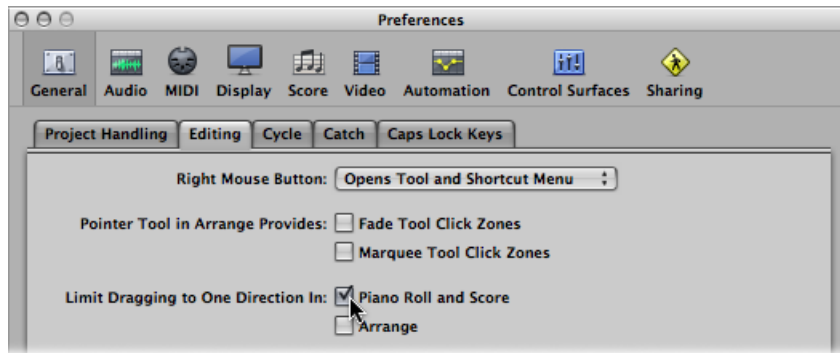 Preferences
General Audio MIDI Display Score Video Automation Control Surfaces Sharing
Project Handling Editing Cycle Catch Caps Lock Keys
Right Mouse Button: Opens Tool and Shortcut Menu
Pointer Tool in Arrange Provides: Fade Tool Click Zones
Marquee Tool Click Zones
Limit Dragging to One Direction In: Piano Roll and Score
Arrange